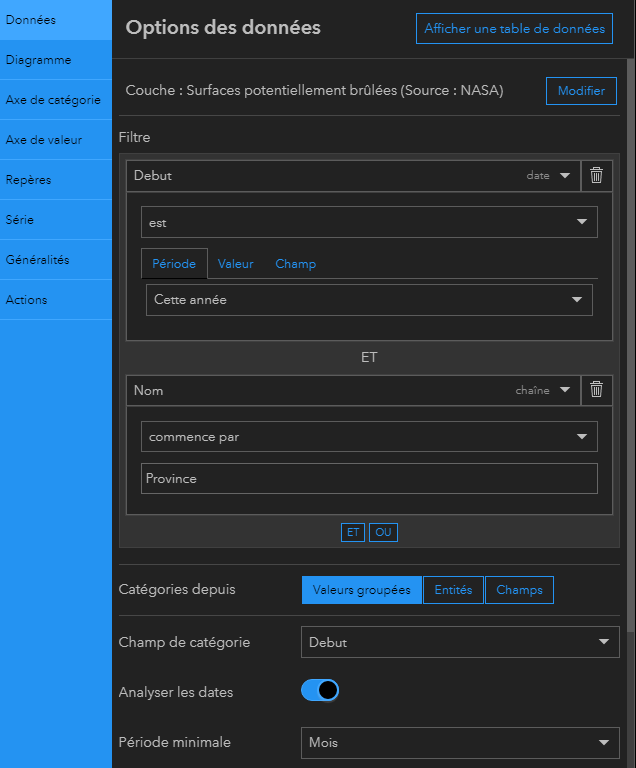 Données
Diagramme
Axe de catégorie
Axe de valeur
Repères
Série
Généralités
Actions
Options des données
Afficher une table de données
Couche : Surfaces potentiellement brûlées (Source : NASA)
Modifier
Filtre
Debut date
est
Période Valeur Champ
Cette année
ET
Nom chaîne
commence par
Province
ET OU
Catégories depuis Valeurs groupées Entités Champs
Champ de catégorie Debut
Analyser les dates
Période minimale Mois